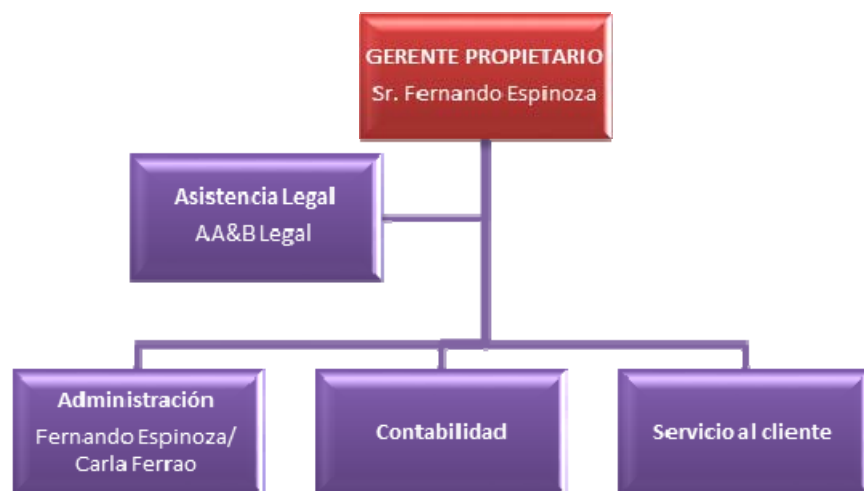 GERENTE PROPIETARIO
Sr. Fernando Espinoza
Asistencia Legal
AA&B Legal
Administración
Fernando Espinoza/
Carla Ferrao
Contabilidad
Servicio al cliente